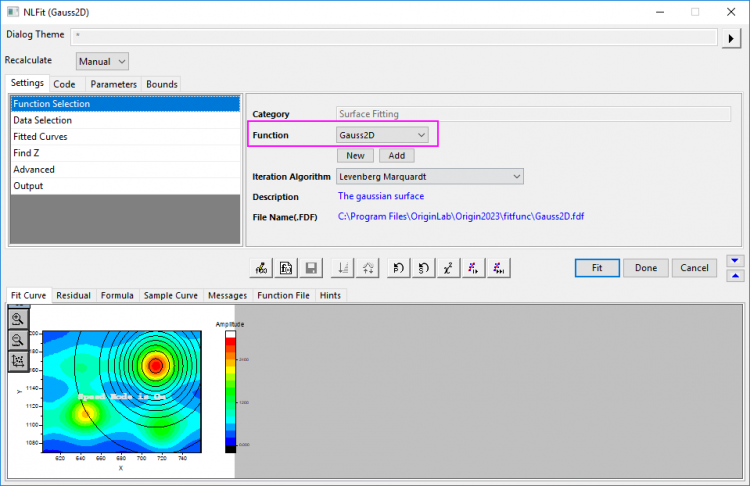 NLFit (Gauss2D)
Dialog Theme *
Recalculate Manual
Settings Code Parameters Bounds
Function Selection
Data Selection
Fitted Curves
Find Z
Advanced
Output
Category Surface Fitting
Function Gauss2D
New Add
Iteration Algorithm Levenberg Marquardt
Description The gaussian surface
File Name(.FDF) C:\Program Files\OriginLab\Origin2023\fitfunc\Gauss2D.fdf
Fit Done Cancel
Fit Curve Residual Formula Sample Curve Messages Function File Hints
Amplitude
1180
1160
Y
1140
Speed Mode is On
1120
1100
1080
0.000
620 640 660 680 700 720 740
X